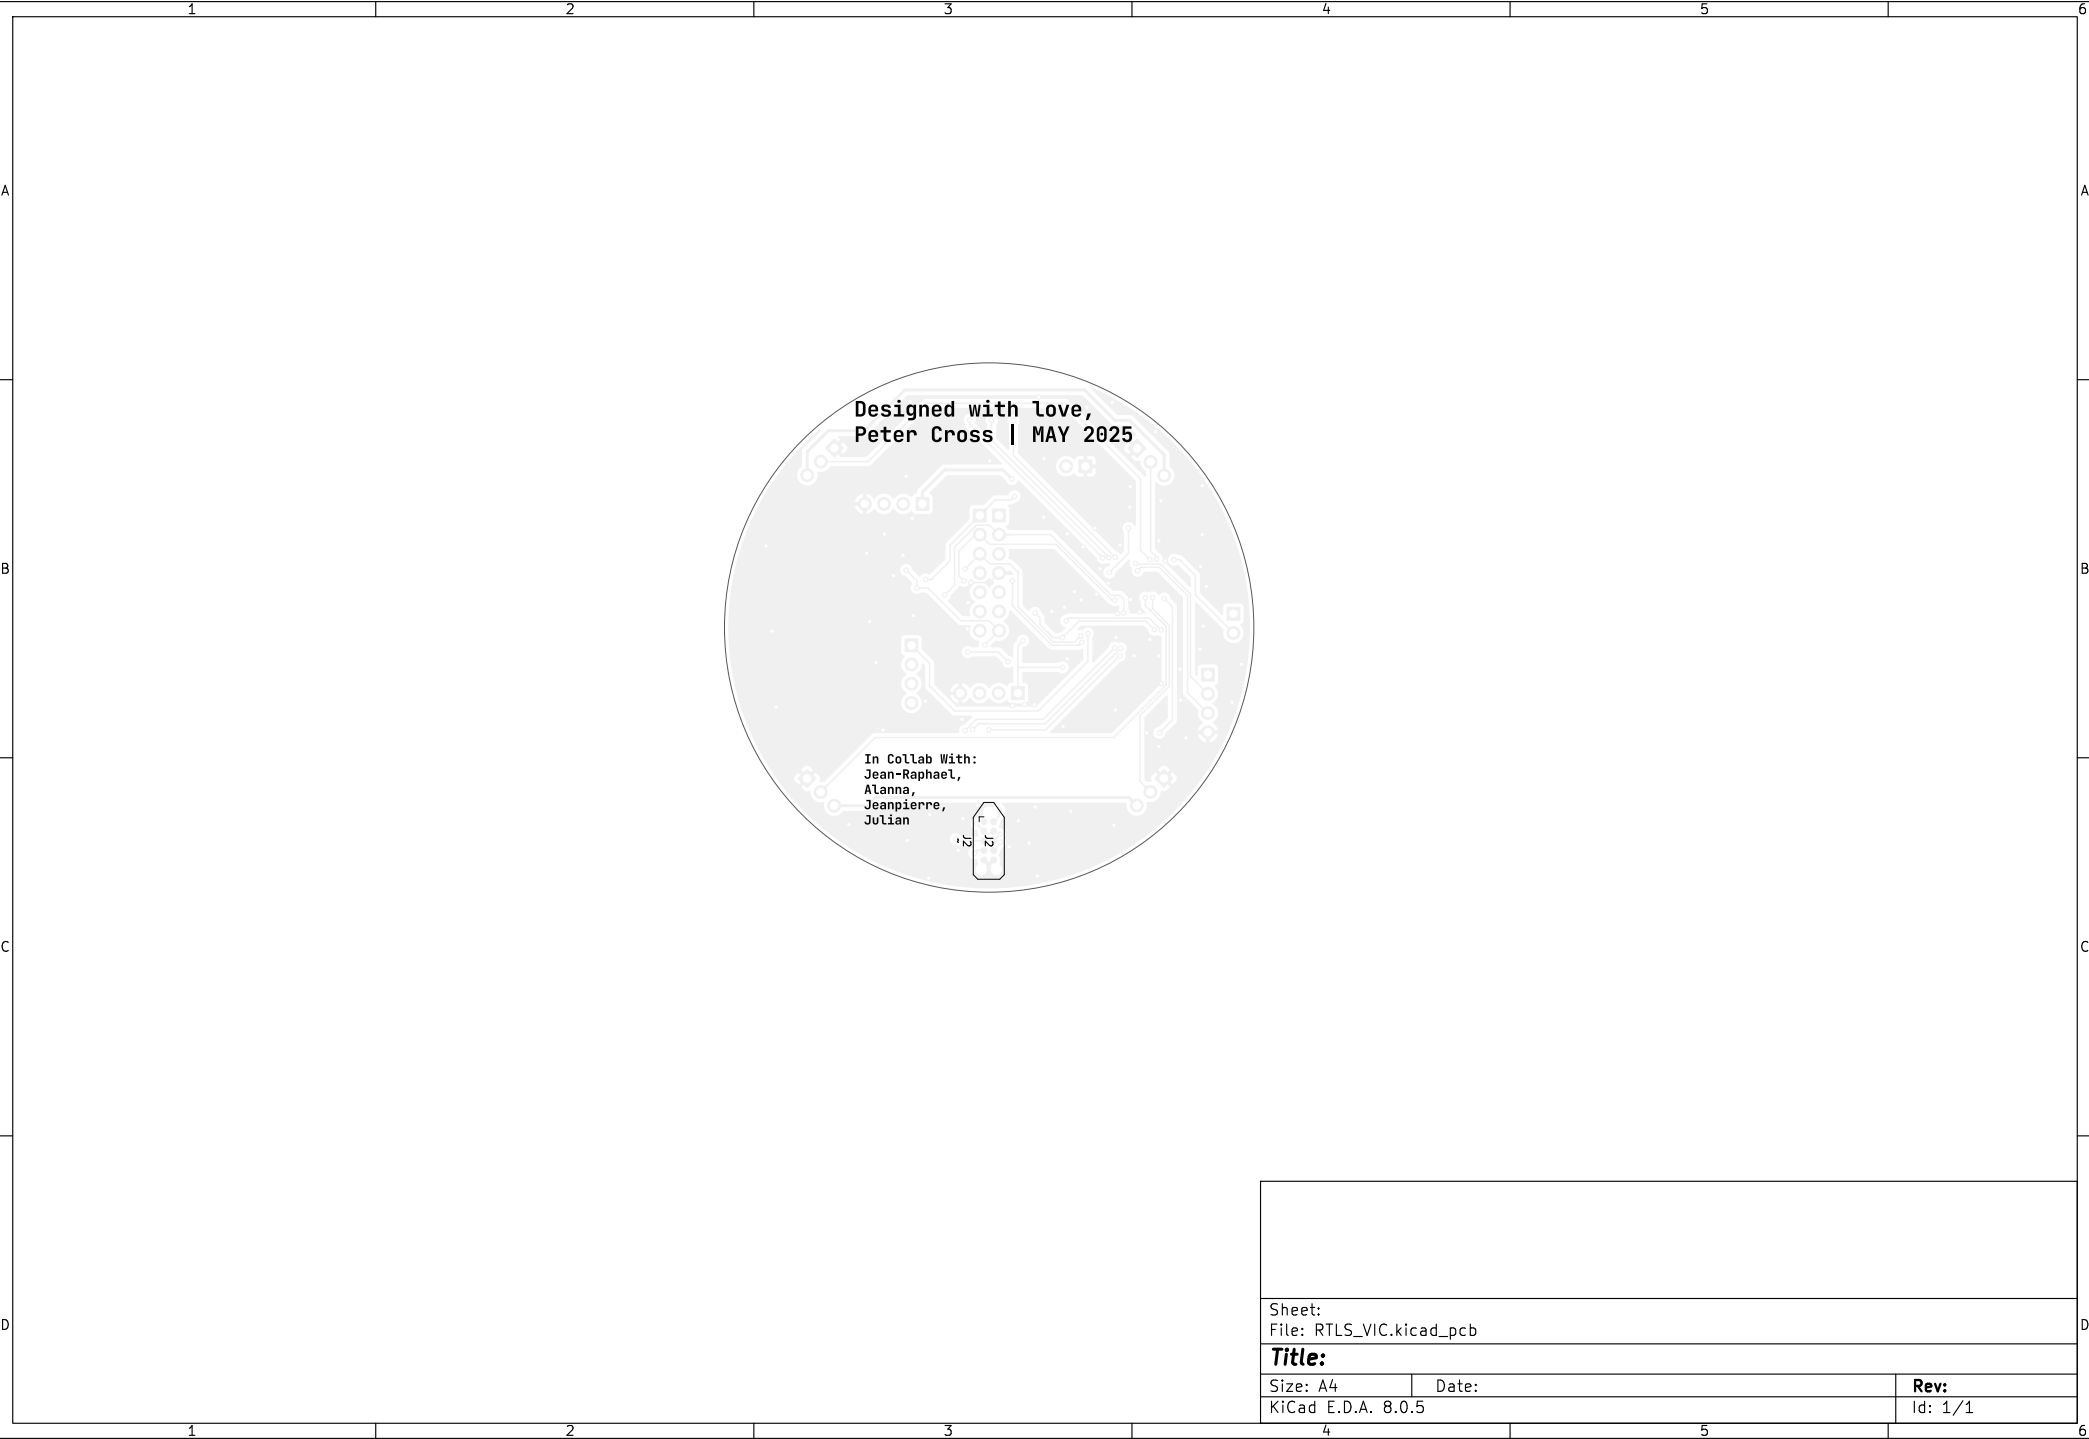 1 2 3 4 5 6
A A
Designed with love,
Peter Cross | MAY 2025
B B
In Collab With:
Jean-Raphael,
Alanna,
Jeanpierre,
Julian
J2 J2
C C
Sheet:
File: RTLS_VIC.kicad_pcb
D D
Title:
Size: A4 Date: Rev:
KiCad E.D.A. 8.0.5 Id: 1/1
1 2 3 4 5 6